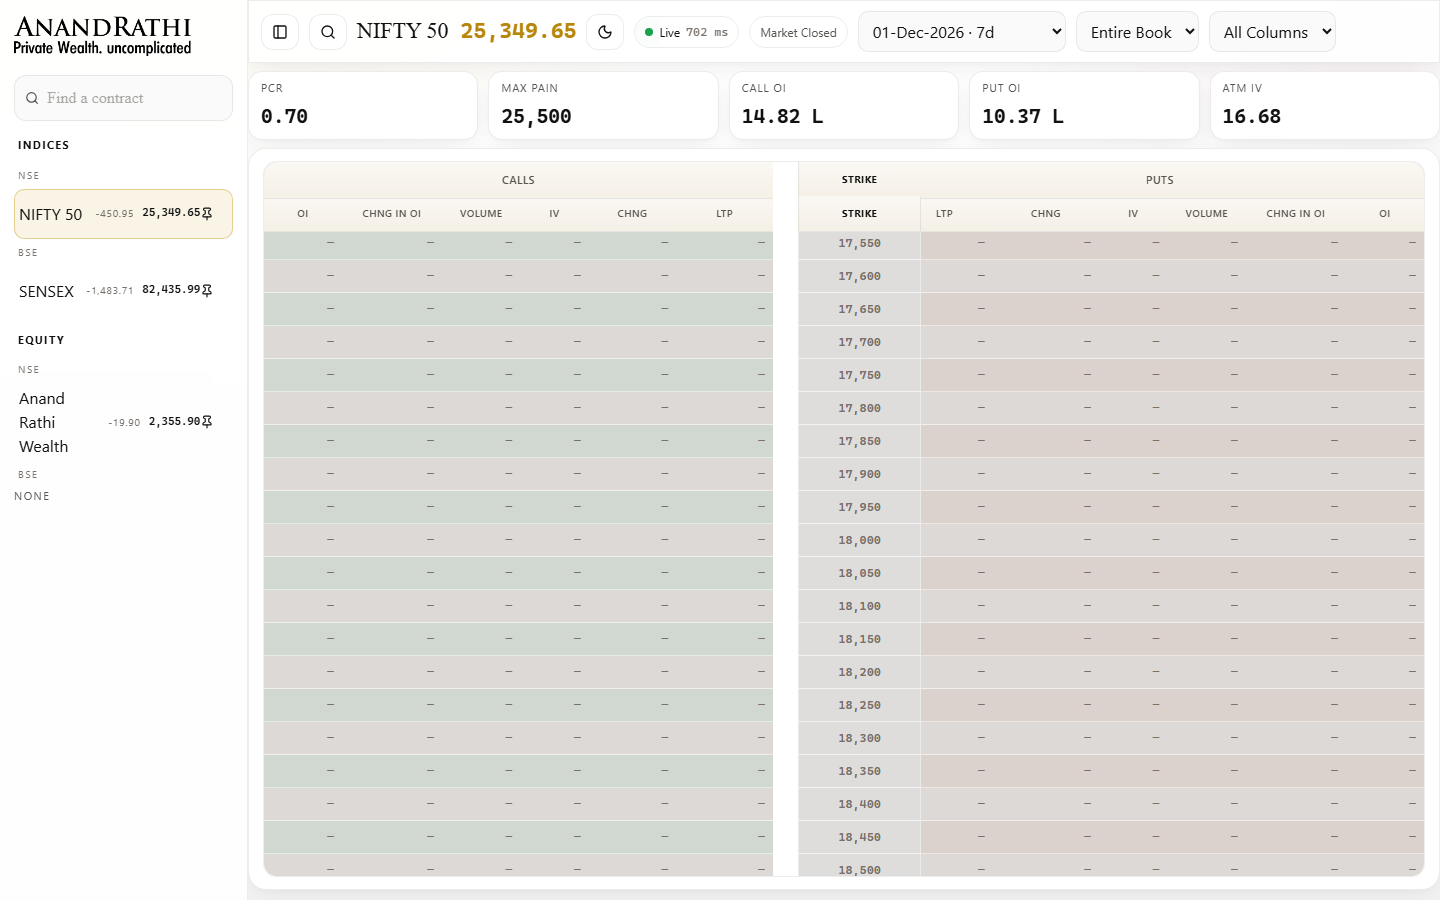 ANANDRATHI
Private Wealth. uncomplicated
Find a contract
INDICES
NSE
NIFTY 50 -450.95 25,349.65
BSE
SENSEX -1,483.71 82,435.99
EQUITY
NSE
Anand
Rathi
Wealth
-19.90 2,355.90
BSE
NONE
NIFTY 50 25,349.65 Live 702 ms Market Closed 01-Dec-2026 · 7d Entire Book All Columns
PCR MAX PAIN CALL OI PUT OI ATM IV
0.70 25,500 14.82 L 10.37 L 16.68
CALLS STRIKE PUTS
OI CHNG IN OI VOLUME IV CHNG LTP STRIKE LTP CHNG IV VOLUME CHNG IN OI OI
– – – – – – 17,550 – – – – – –
– – – – – – 17,600 – – – – – –
– – – – – – 17,650 – – – – – –
– – – – – – 17,700 – – – – – –
– – – – – – 17,750 – – – – – –
– – – – – – 17,800 – – – – – –
– – – – – – 17,850 – – – – – –
– – – – – – 17,900 – – – – – –
– – – – – – 17,950 – – – – – –
– – – – – – 18,000 – – – – – –
– – – – – – 18,050 – – – – – –
– – – – – – 18,100 – – – – – –
– – – – – – 18,150 – – – – – –
– – – – – – 18,200 – – – – – –
– – – – – – 18,250 – – – – – –
– – – – – – 18,300 – – – – – –
– – – – – – 18,350 – – – – – –
– – – – – – 18,400 – – – – – –
– – – – – – 18,450 – – – – – –
– – – – – – 18,500 – – – – – –